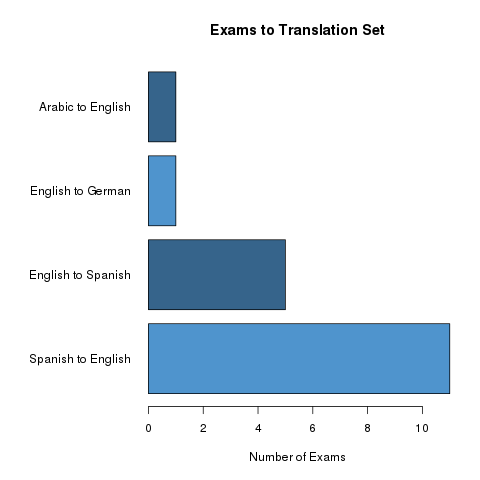 Exams to Translation Set
Arabic to English
English to German
English to Spanish
Spanish to English
0 2 4 6 8 10
Number of Exams